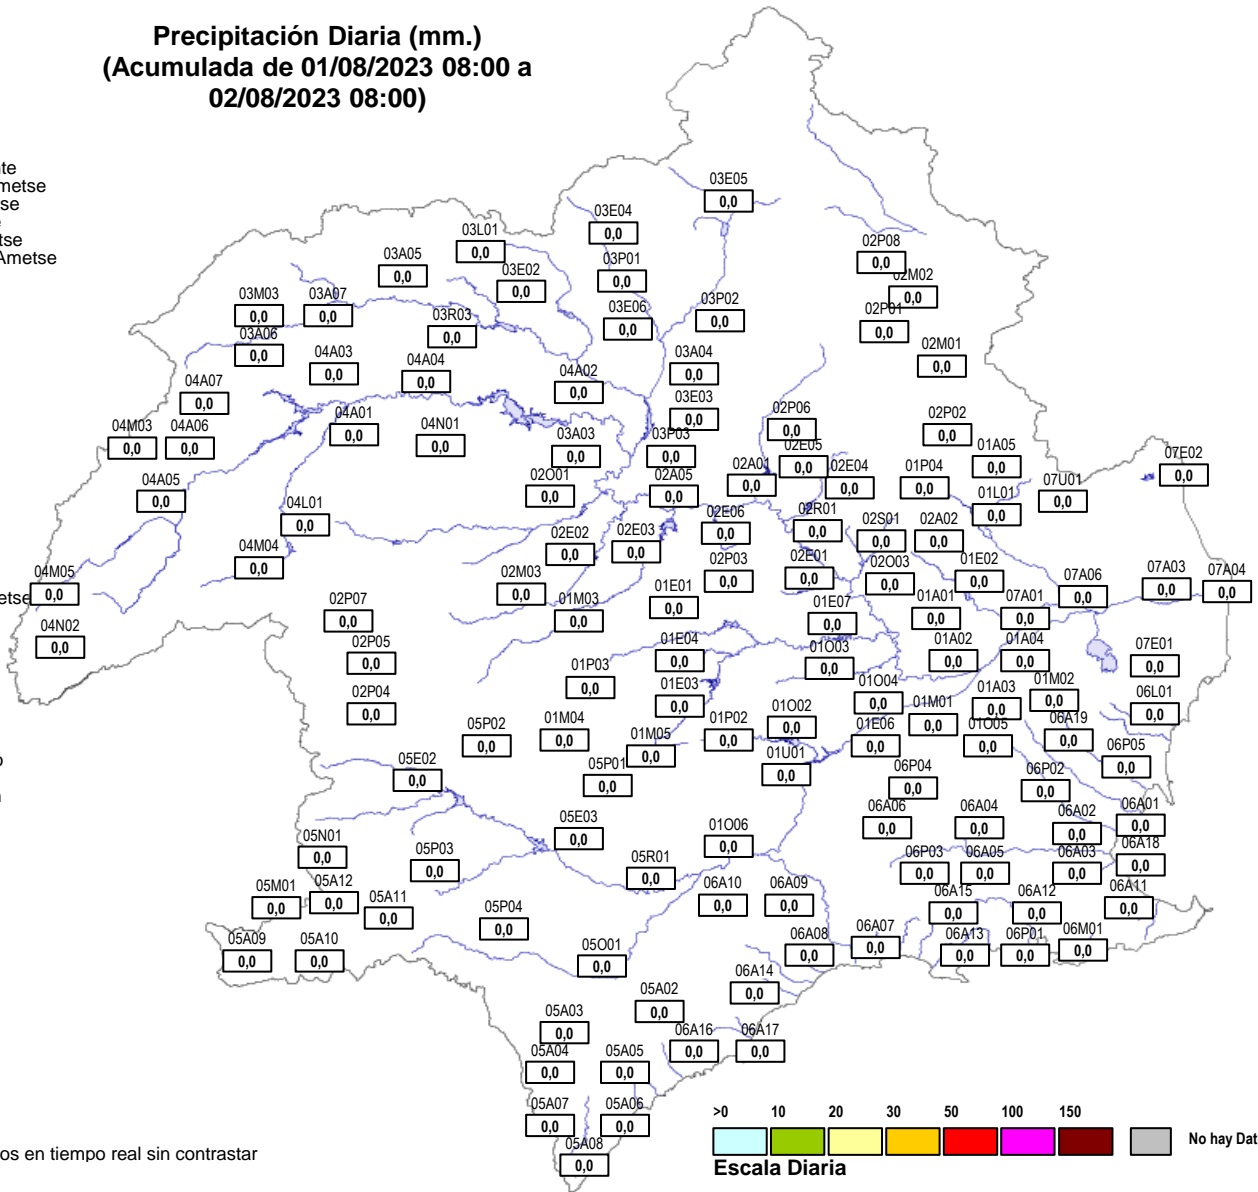 Precipitación Diaria (mm.)
(Acumulada de 01/08/2023 08:00 a
02/08/2023 08:00)
03E05
0,0
03E04
0,0
03L01
0,0
02P08
0,0
03A05
0,0
03P01
0,0
03E02
0,0
02M02
0,0
03M03
0,0
03A07
0,0
03P02
0,0
03E06
0,0
02P01
0,0
03R03
0,0
03A06
0,0
02M01
0,0
04A03
0,0
03A04
0,0
04A04
0,0
04A02
0,0
04A07
0,0
03E03
0,0
02P06
0,0
04A01
0,0
02P02
0,0
04M03
0,0
04A06
0,0
04N01
0,0
03A03
0,0
03P03
0,0
02E05
0,0
01A05
0,0
07E02
0,0
02O01
0,0
02A05
0,0
02A01
0,0
02E04
0,0
01P04
0,0
07U01
0,0
04A05
0,0
01L01
0,0
04L01
0,0
02E06
0,0
02R01
0,0
02S01
0,0
02A02
0,0
02E02
0,0
02E03
0,0
04M04
0,0
02P03
0,0
02E01
0,0
02O03
0,0
01E02
0,0
04M05
0,0
02M03
0,0
07A06
0,0
07A03
0,0
07A04
0,0
01E01
0,0
01M03
0,0
02P07
0,0
01E07
0,0
01A01
0,0
07A01
0,0
04N02
0,0
02P05
0,0
01E04
0,0
01O03
0,0
01A02
0,0
01A04
0,0
07E01
0,0
01P03
0,0
01E03
0,0
01O04
0,0
01A03
0,0
01M02
0,0
06L01
0,0
02P04
0,0
01O02
0,0
01M01
0,0
05P02
0,0
01M04
0,0
01M05
0,0
01P02
0,0
01E06
0,0
01O05
0,0
06A19
0,0
05E02
0,0
05P01
0,0
01U01
0,0
06P04
0,0
06P02
0,0
06P05
0,0
05E03
0,0
01O06
0,0
06A06
0,0
06A04
0,0
06A02
0,0
06A01
0,0
05N01
0,0
05P03
0,0
05R01
0,0
06P03
0,0
06A05
0,0
06A03
0,0
06A18
0,0
05M01
0,0
05A12
0,0
05A11
0,0
06A10
0,0
06A09
0,0
06A15
0,0
06A12
0,0
06A11
0,0
05P04
0,0
05A09
0,0
05A10
0,0
05O01
0,0
06A08
0,0
06A07
0,0
06A13
0,0
06P01
0,0
06M01
0,0
06A14
0,0
05A02
0,0
05A03
0,0
06A16
0,0
06A17
0,0
05A04
0,0
05A05
0,0
05A07
0,0
05A06
0,0
05A08
0,0
>0 10 20 30 50 100 150
No hay Dat
Escala Diaria
os en tiempo real sin contrastar